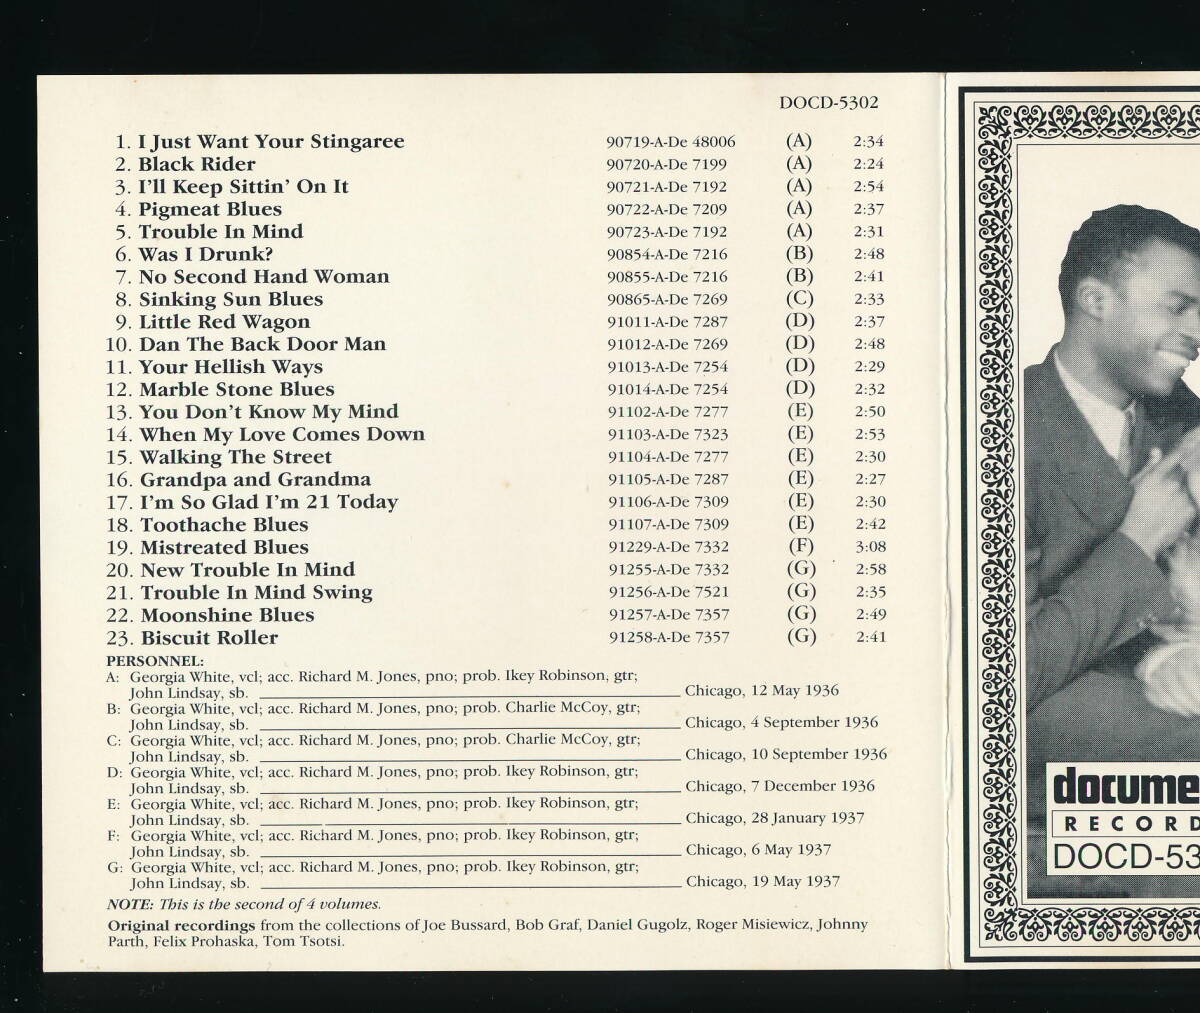 DOCD-5302
1. I Just Want Your Stingaree 90719-A-De 48006 (A) 2:34
2. Black Rider 90720-A-De 7199 (A) 2:24
3. I'll Keep Sittin' On It 90721-A-De 7192 (A) 2:54
4. Pigmeat Blues 90722-A-De 7209 (A) 2:37
5. Trouble In Mind 90723-A-De 7192 (A) 2:31
6. Was I Drunk? 90854-A-De 7216 (B) 2:48
7. No Second Hand Woman 90855-A-De 7216 (B) 2:41
8. Sinking Sun Blues 90865-A-De 7269 (C) 2:33
9. Little Red Wagon 91011-A-De 7287 (D) 2:37
10. Dan The Back Door Man 91012-A-De 7269 (D) 2:48
11. Your Hellish Ways 91013-A-De 7254 (D) 2:29
12. Marble Stone Blues 91014-A-De 7254 (D) 2:32
13. You Don't Know My Mind 91102-A-De 7277 (E) 2:50
14. When My Love Comes Down 91103-A-De 7323 (E) 2:53
15. Walking The Street 91104-A-De 7277 (E) 2:30
16. Grandpa and Grandma 91105-A-De 7287 (E) 2:27
17. I'm So Glad I'm 21 Today 91106-A-De 7309 (E) 2:30
18. Toothache Blues 91107-A-De 7309 (E) 2:42
19. Mistreated Blues 91229-A-De 7332 (F) 3:08
20. New Trouble In Mind 91255-A-De 7332 (G) 2:58
21. Trouble In Mind Swing 91256-A-De 7521 (G) 2:35
22. Moonshine Blues 91257-A-De 7357 (G) 2:49
23. Biscuit Roller 91258-A-De 7357 (G) 2:41
PERSONNEL:
A: Georgia White, vcl; acc. Richard M. Jones, pno; prob. Ikey Robinson, gtr;
John Lindsay, sb. Chicago, 12 May 1936
B: Georgia White, vcl; acc. Richard M. Jones, pno; prob. Charlie McCoy, gtr;
John Lindsay, sb. Chicago, 4 September 1936
C: Georgia White, vcl; acc. Richard M. Jones, pno; prob. Charlie McCoy, gtr;
John Lindsay, sb. Chicago, 10 September 1936
D: Georgia White, vcl; acc. Richard M. Jones, pno; prob. Ikey Robinson, gtr;
John Lindsay, sb. Chicago, 7 December 1936
E: Georgia White, vcl; acc. Richard M. Jones, pno; prob. Ikey Robinson, gtr;
John Lindsay, sb. Chicago, 28 January 1937
F: Georgia White, vcl; acc. Richard M. Jones, pno; prob. Ikey Robinson, gtr;
John Lindsay, sb. Chicago, 6 May 1937
G: Georgia White, vcl; acc. Richard M. Jones, pno; prob. Ikey Robinson, gtr;
John Lindsay, sb. Chicago, 19 May 1937
NOTE: This is the second of 4 volumes.
Original recordings from the collections of Joe Bussard, Bob Graf, Daniel Gugolz, Roger Misiewicz, Johnny
Parth, Felix Prohaska, Tom Tsotsi.
docume
RECORD
DOCD-53